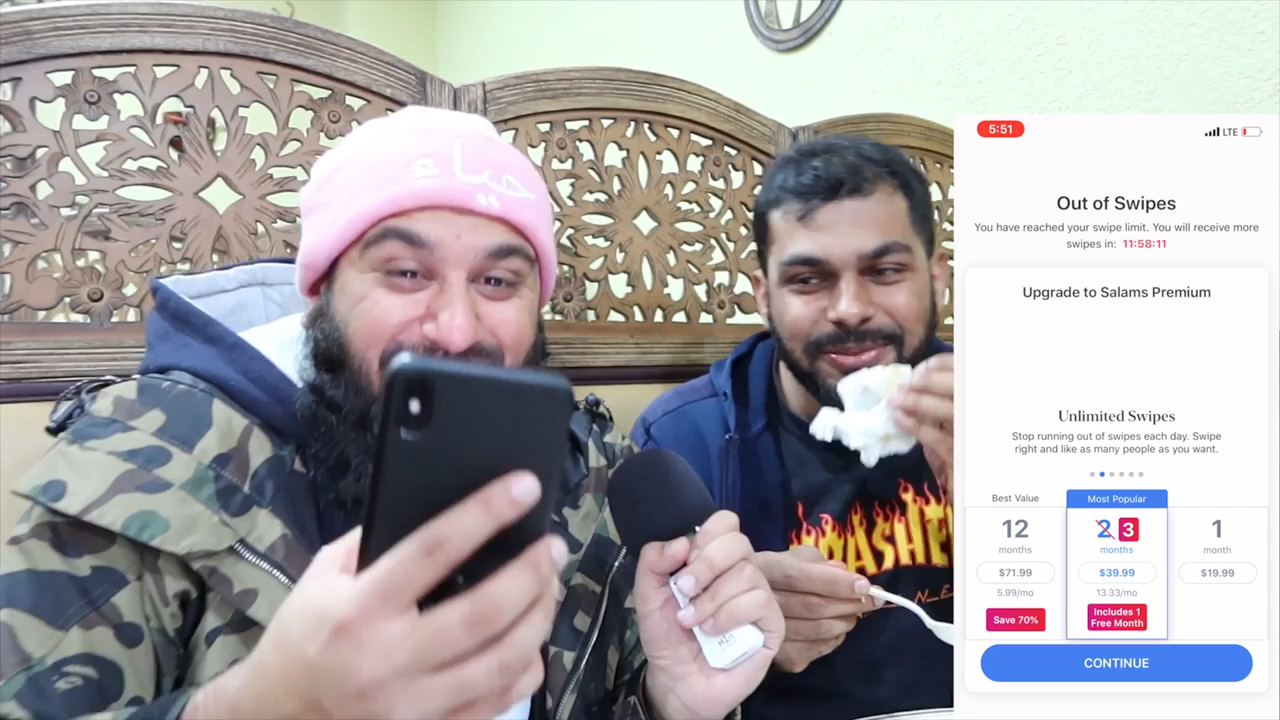 حياء
5:51
LTE
Out of Swipes
You have reached your swipe limit. You will receive more
swipes in: 11:58:11
Upgrade to Salams Premium
Unlimited Swipes
Stop running out of swipes each day. Swipe
right and like as many people as you want.
Best Value
12
months
$71.99
5.99/mo
Save 70%
Most Popular
2 3
months
$39.99
13.33/mo
Includes 1
Free Month
1
month
$19.99
CONTINUE